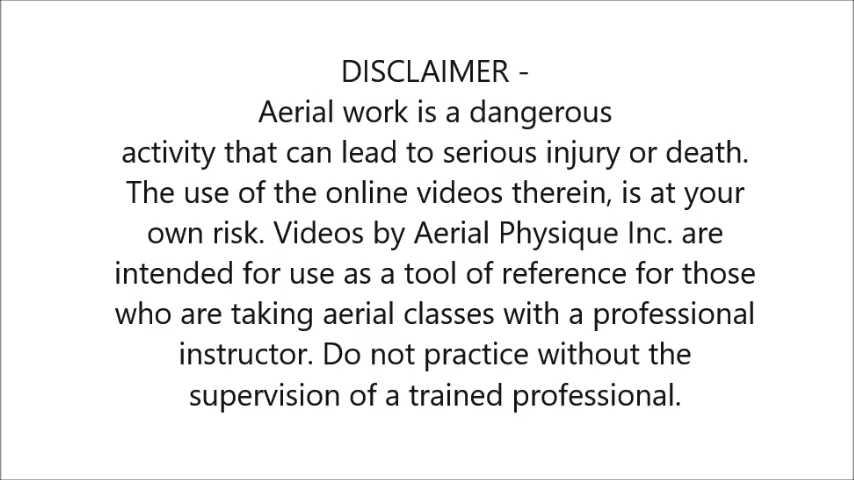 DISCLAIMER -
Aerial work is a dangerous
activity that can lead to serious injury or death.
The use of the online videos therein, is at your
own risk. Videos by Aerial Physique Inc. are
intended for use as a tool of reference for those
who are taking aerial classes with a professional
instructor. Do not practice without the
supervision of a trained professional.